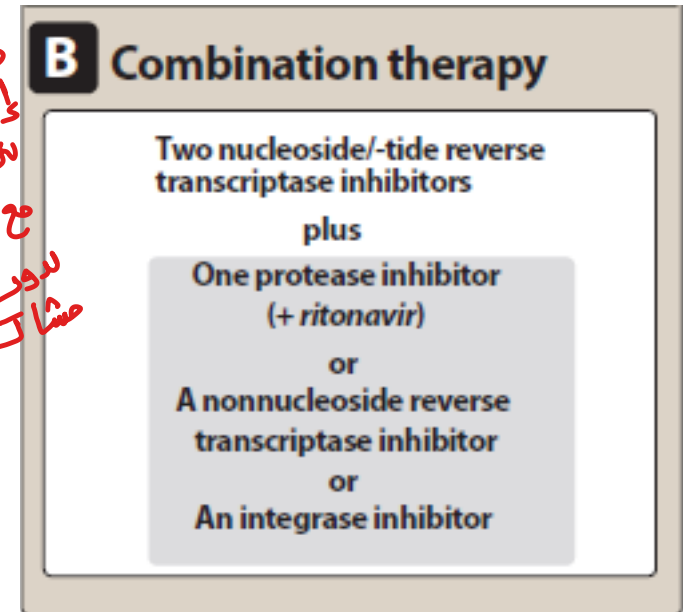 B Combination therapy
Two nucleoside/-tide reverse
transcriptase inhibitors
plus
One protease inhibitor
(+ ritonavir)
or
A nonnucleoside reverse
transcriptase inhibitor
or
An integrase inhibitor
مع